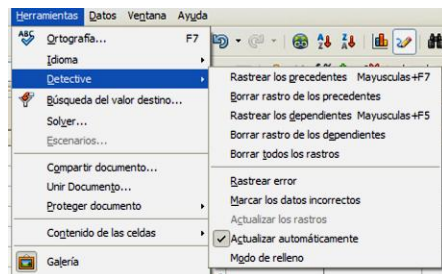 Herramientas Datos Ventana Ayuda
ABC Ortografía... F7
Idioma
Detective
Búsqueda del valor destino...
Solver...
Escenarios...
Compartir documento...
Unir Documento...
Proteger documento
Contenido de las celdas
Galería
Rastrear los precedentes Mayusculas+F7
Borrar rastro de los precedentes
Rastrear los dependientes Mayusculas+F5
Borrar rastro de los dependientes
Borrar todos los rastros
Rastrear error
Marcar los datos incorrectos
Actualizar los rastros
Actualizar automáticamente
Modo de relleno